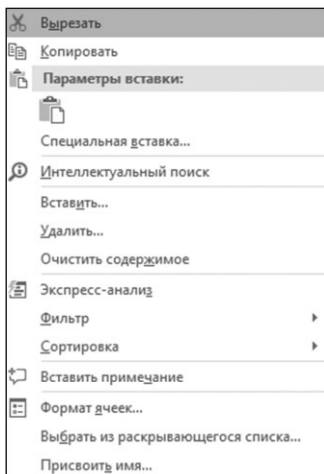 Вырезать
Копировать
Параметры вставки:
Специальная вставка...
Интеллектуальный поиск
Вставить...
Удалить...
Очистить содержимое
Экспресс-анализ
Фильтр
Сортировка
Вставить примечание
Формат ячеек...
Выбрать из раскрывающегося списка...
Присвоить имя...